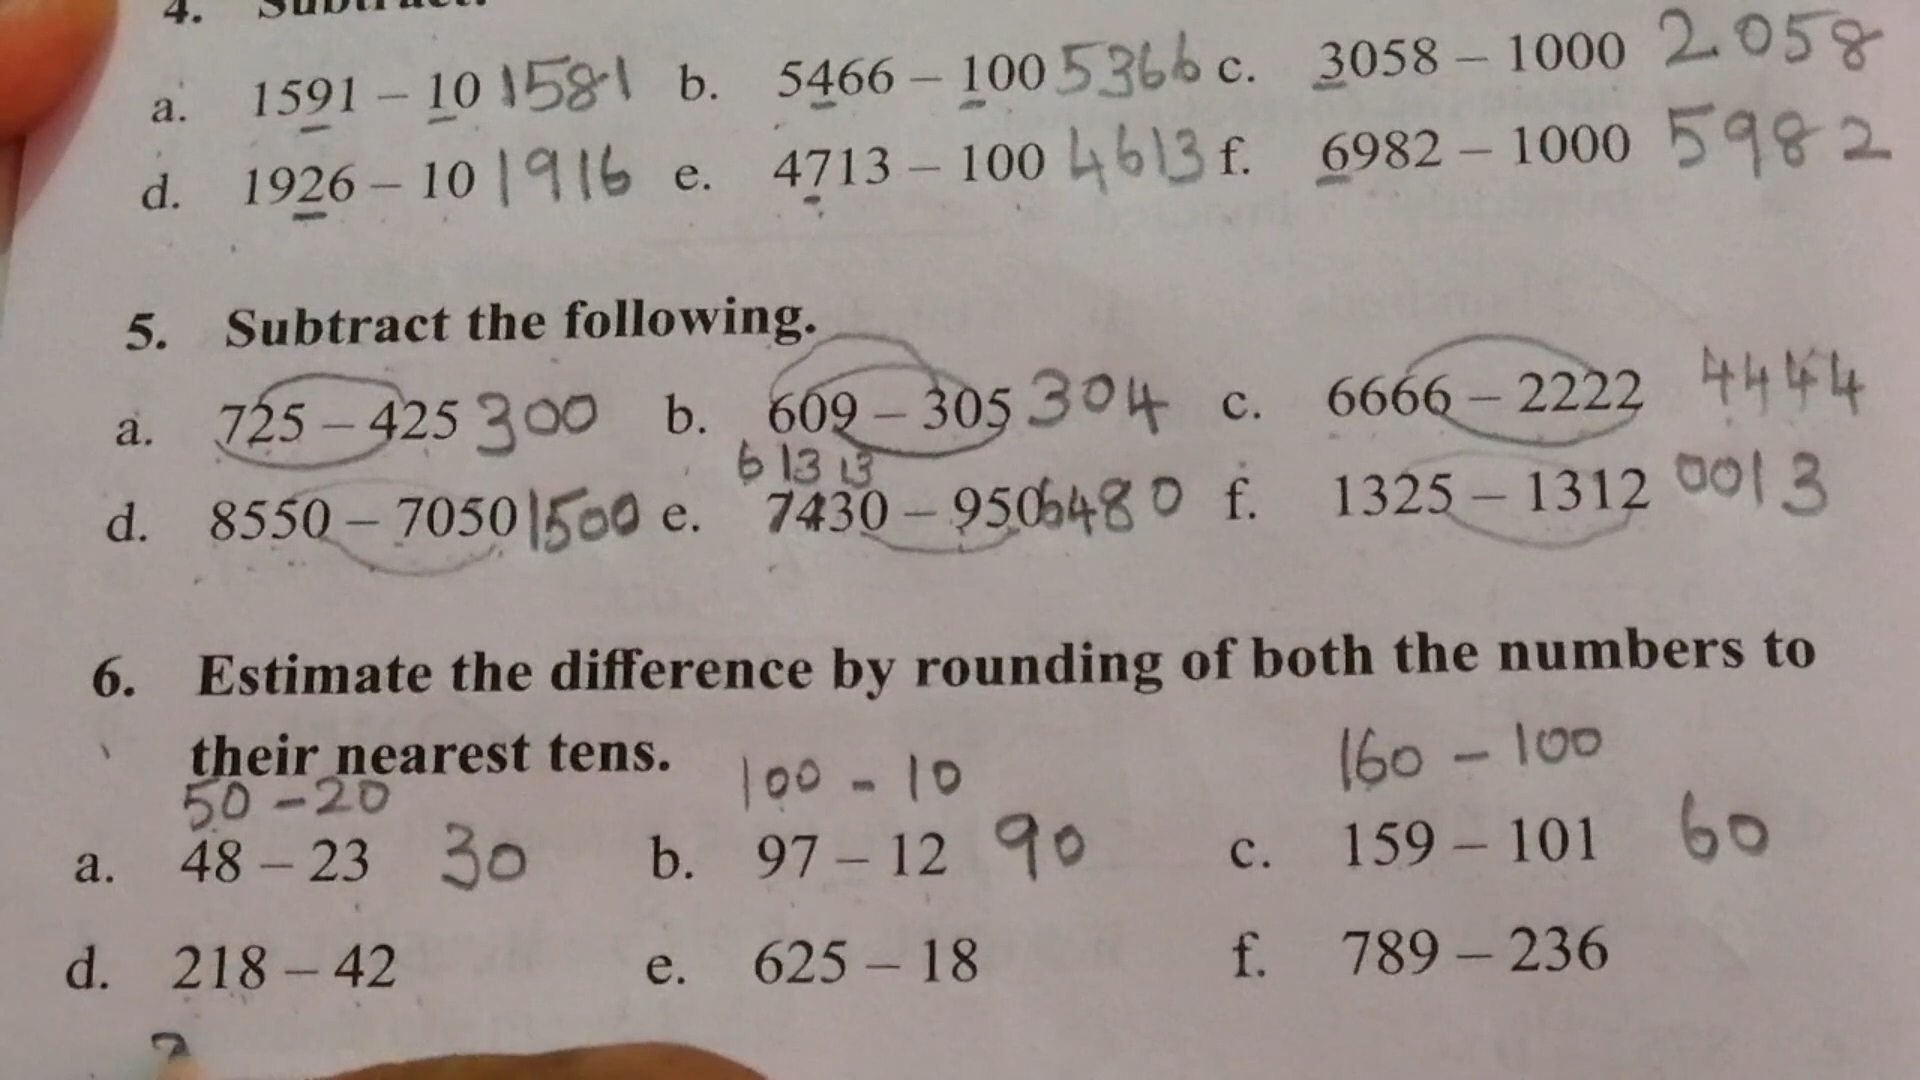 4. Subtract.
a. 1591 – 10 1581 b. 5466 – 100 5366 c. 3058 – 1000 2058
d. 1926 – 10 1916 e. 4713 – 100 4613 f. 6982 – 1000 5982
5. Subtract the following.
a. 725 – 425 300 b. 609 – 305 304 c. 6666 – 2222 4444
6 13 13
d. 8550 – 7050 1500 e. 7430 – 950 6480 f. 1325 – 1312 0013
6. Estimate the difference by rounding of both the numbers to
their nearest tens.
50 - 20 100 - 10 160 - 100
a. 48 – 23 30 b. 97 – 12 90 c. 159 – 101 60
d. 218 – 42 e. 625 – 18 f. 789 – 236